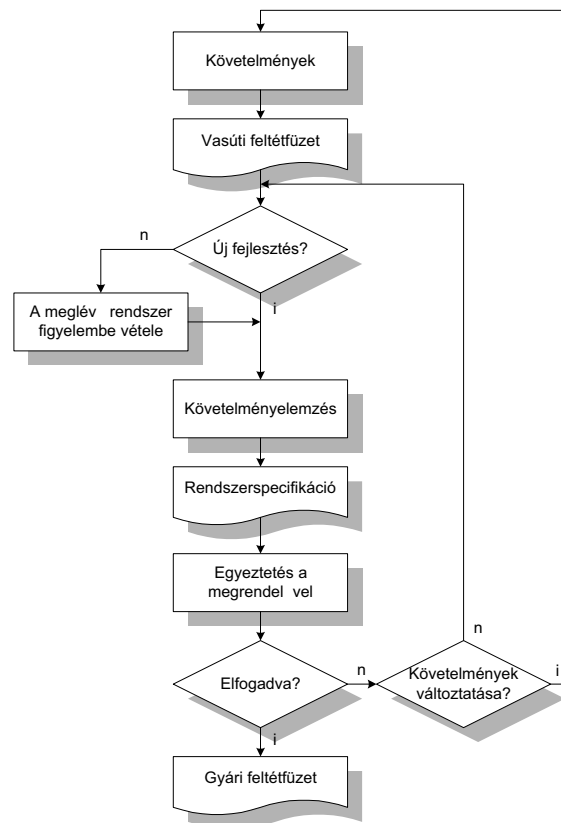 Követelmények
Vasúti feltétfüzet
n
Új fejlesztés?
i
A meglév rendszer
figyelembe vétele
Követelményelemzés
Rendszerspecifikáció
Egyeztetés a
megrendel vel
n
Elfogadva?
n
Követelmények
változtatása?
i
i
Gyári feltétfüzet